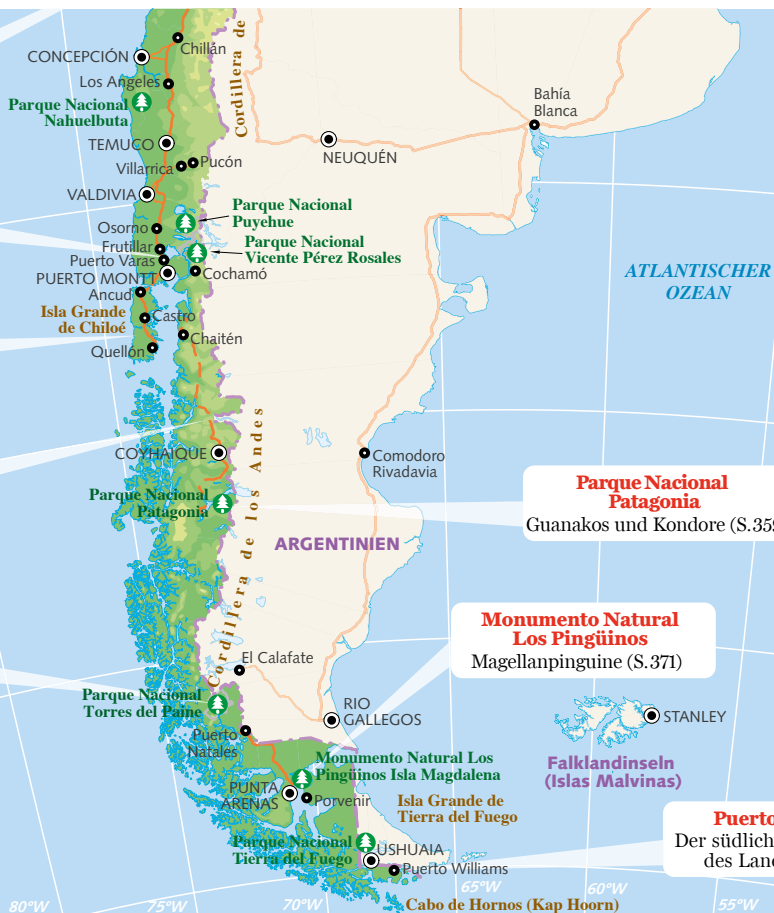 Chillán
CONCEPCIÓN
Cordillera de
Los Angeles
Parque Nacional
Nahuelbuta
Bahía
Blanca
TEMUCO
NEUQUÉN
Villarrica
Pucón
VALDIVIA
Parque Nacional
Puyehue
Osorno
Frutillar
Parque Nacional
Vicente Pérez Rosales
Puerto Varas
PUERTO MONTT
Cochamó
ATLANTISCHER
OZEAN
Ancud
Isla Grande
de Chiloé
Castro
Chaitén
Quellón
Cordillera de los Andes
COYHAIQUE
Comodoro
Rivadavia
Parque Nacional
Patagonia
Parque Nacional
Patagonia
Guanakos und Kondore (S.359
ARGENTINIEN
Monumento Natural
Los Pingüinos
Magellanpinguine (S.371)
El Calafate
Parque Nacional
Torres del Paine
RIO
GALLEGOS
STANLEY
Puerto
Natales
Falklandinseln
(Islas Malvinas)
Monumento Natural Los
Pingüinos Isla Magdalena
PUNTA
ARENAS
Porvenir
Isla Grande de
Tierra del Fuego
Puerto
Der südlich
des Land
Parque Nacional
Tierra del Fuego
USHUAIA
Puerto Williams
Cabo de Hornos (Kap Hoorn)
80°W
75°W
70°W
65°W
60°W
55°W